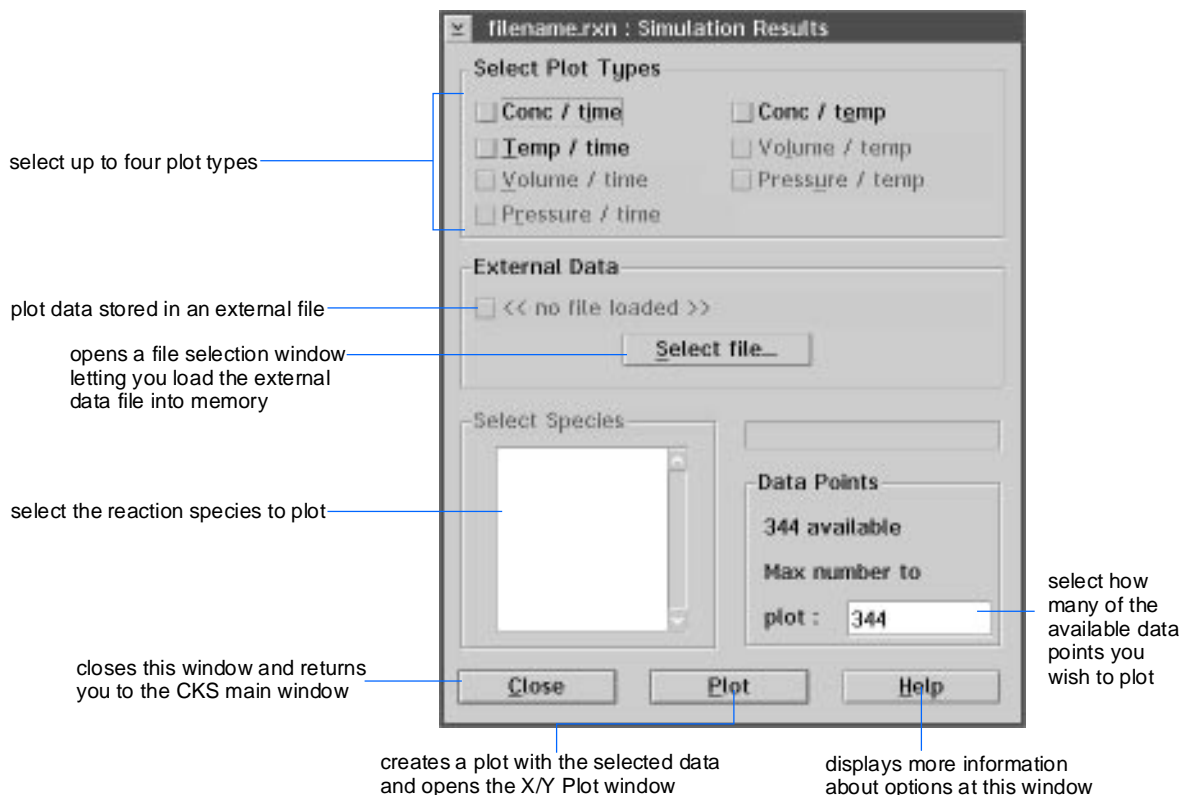 filename.rxn : Simulation Results
Select Plot Types
Conc / time
Conc / temp
Temp / time
Volume / temp
Volume / time
Pressure / temp
Pressure / time
select up to four plot types
External Data
<< no file loaded >>
plot data stored in an external file
Select file...
opens a file selection window
letting you load the external
data file into memory
Select Species
select the reaction species to plot
Data Points
344 available
Max number to
plot : 344
select how
many of the
available data
points you
wish to plot
closes this window and returns
you to the CKS main window
Close
Plot
Help
creates a plot with the selected data
and opens the X/Y Plot window
displays more information
about options at this window